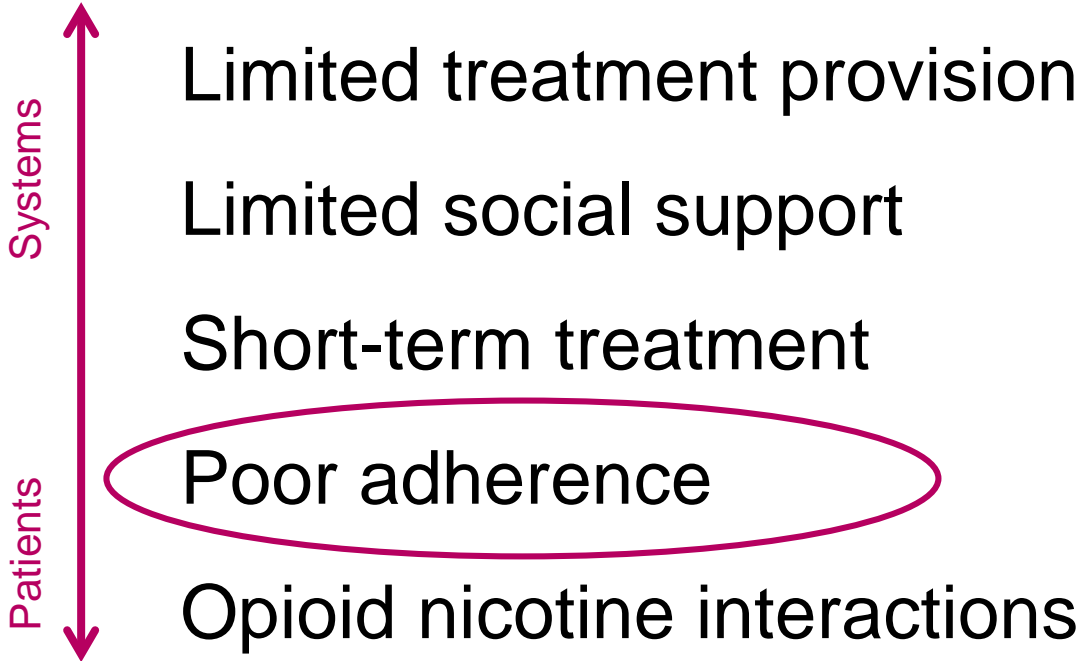 Systems
Patients
Limited treatment provision
Limited social support
Short-term treatment
Poor adherence
Opioid nicotine interactions